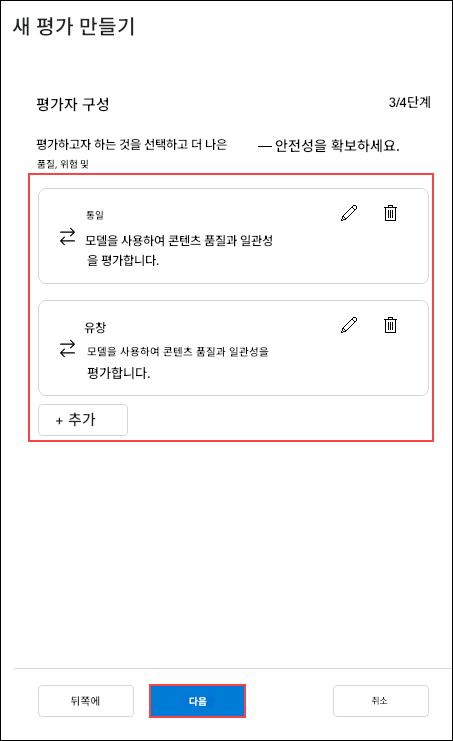 새 평가 만들기
평가자 구성
3/4단계
평가하고자 하는 것을 선택하고 더 나은 — 안전성을 확보하세요.
품질, 위험 및
통일
모델을 사용하여 콘텐츠 품질과 일관성
을 평가합니다.
유창
모델을 사용하여 콘텐츠 품질과 일관성을
평가합니다.
+ 추가
뒤쪽에
다음
취소